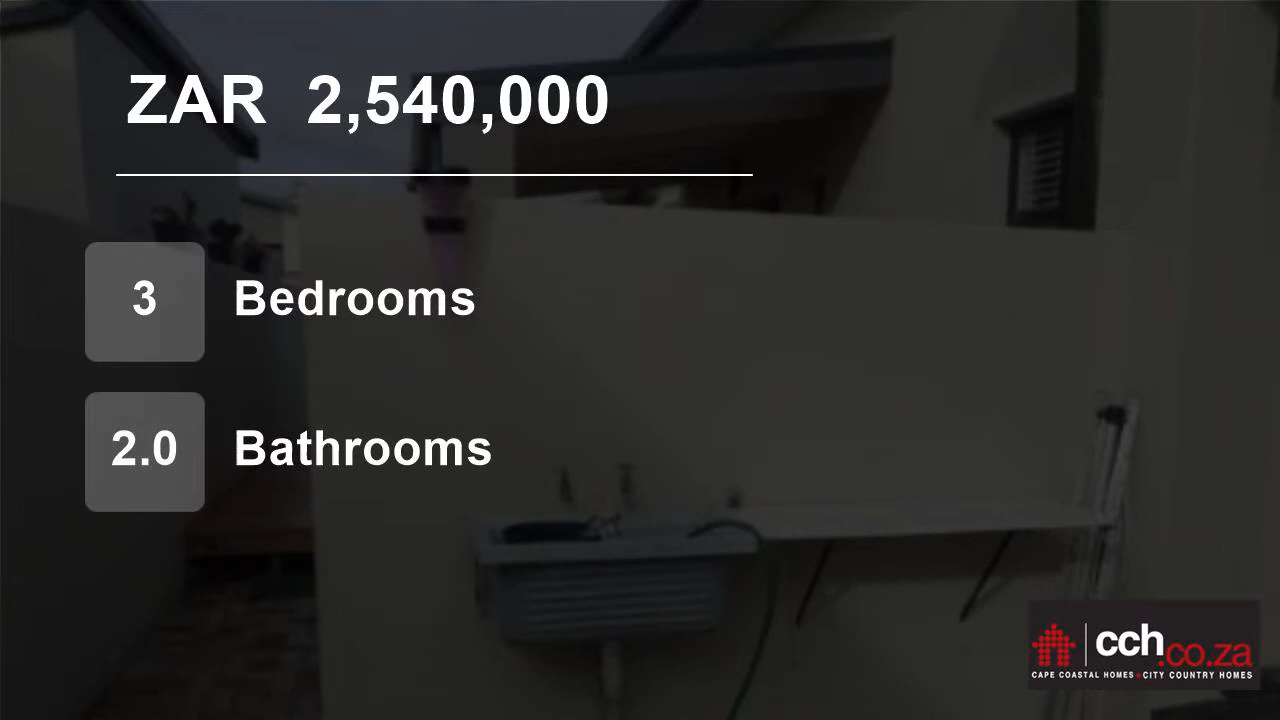 ZAR 2,540,000
3 Bedrooms
2.0 Bathrooms
cch.co.za
CAPE COASTAL HOMES CITY COUNTRY HOMES